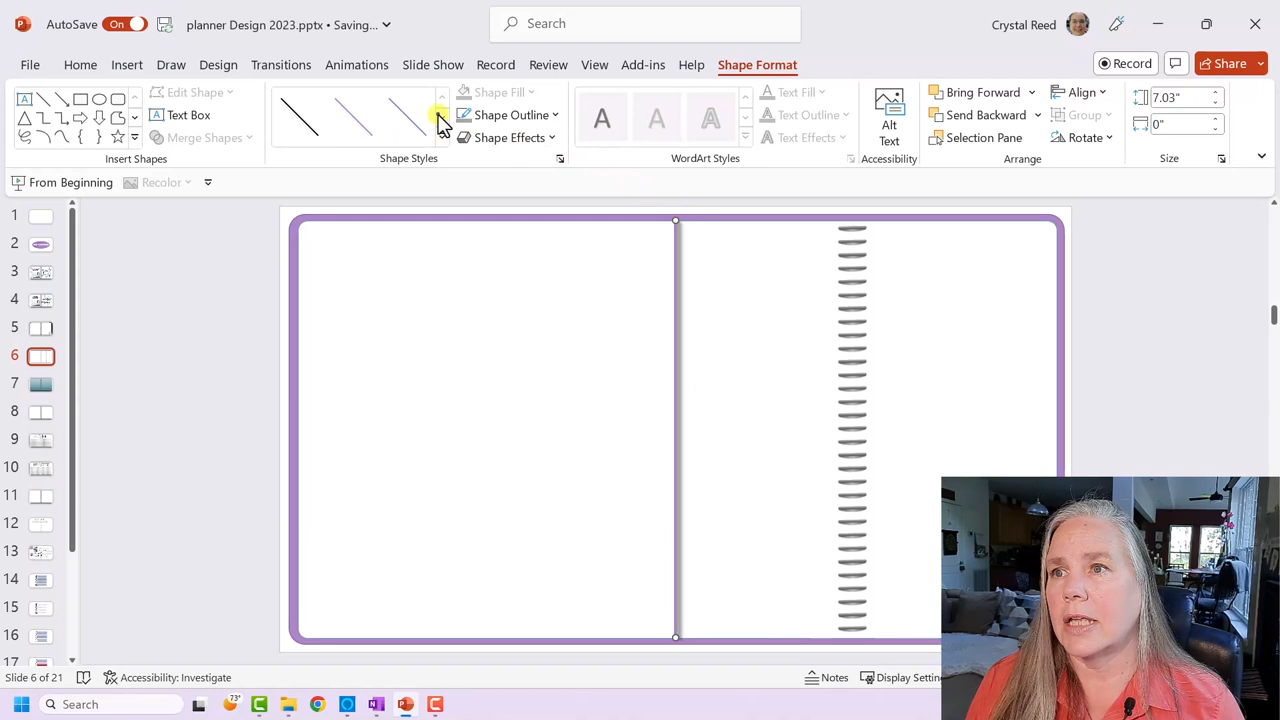 AutoSave On planner Design 2023.pptx • Saving... Search Crystal Reed
File Home Insert Draw Design Transitions Animations Slide Show Record Review View Add-ins Help Shape Format Record Share
Edit Shape
Text Box
Merge Shapes
Insert Shapes
Shape Fill
Shape Outline
Shape Effects
Shape Styles
A A A
Text Fill
Text Outline
Text Effects
WordArt Styles
Alt
Text
Accessibility
Bring Forward
Send Backward
Selection Pane
Align
Group
Rotate
Arrange
7.03"
0"
Size
From Beginning Recolor
1
2
3
4
5
6
7
8
9
10
11
12
13
14
15
16
17
Slide 6 of 21 Accessibility: Investigate Notes Display Settin
Search 73°